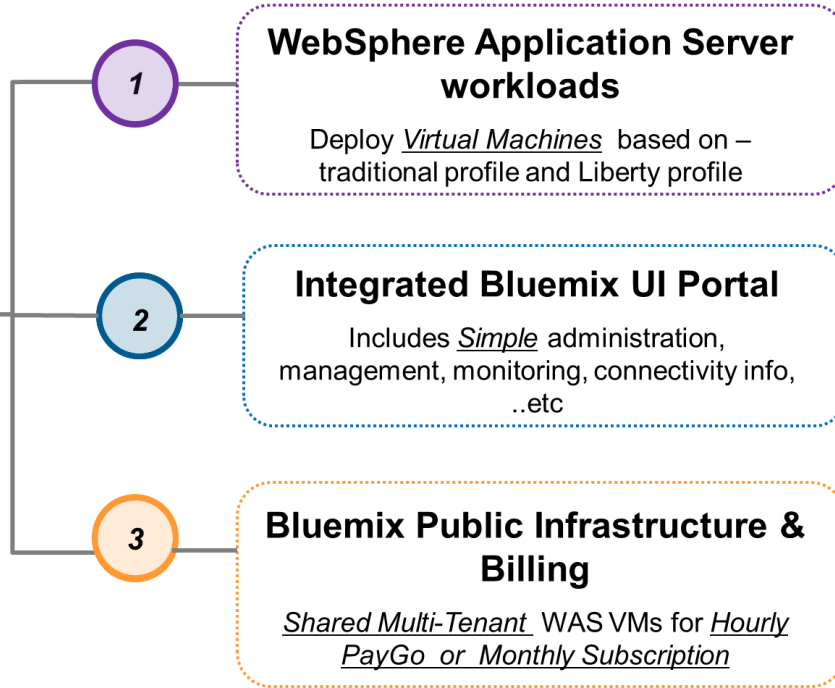 1
WebSphere Application Server
workloads
Deploy Virtual Machines based on –
traditional profile and Liberty profile
2
Integrated Bluemix UI Portal
Includes Simple administration,
management, monitoring, connectivity info,
..etc
3
Bluemix Public Infrastructure &
Billing
Shared Multi-Tenant WAS VMs for Hourly
PayGo or Monthly Subscription